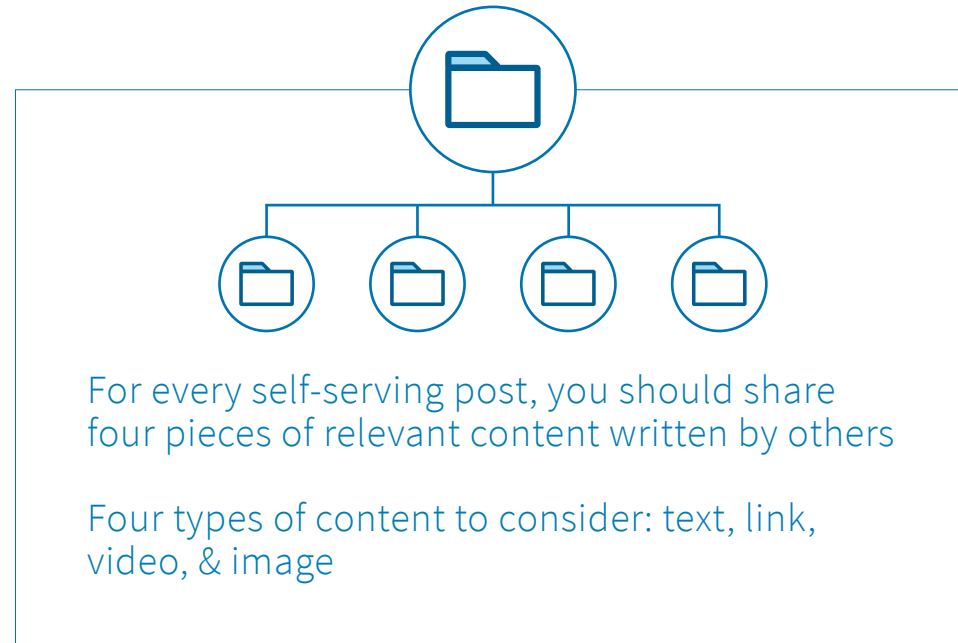 For every self-serving post, you should share
four pieces of relevant content written by others
Four types of content to consider: text, link,
video, & image